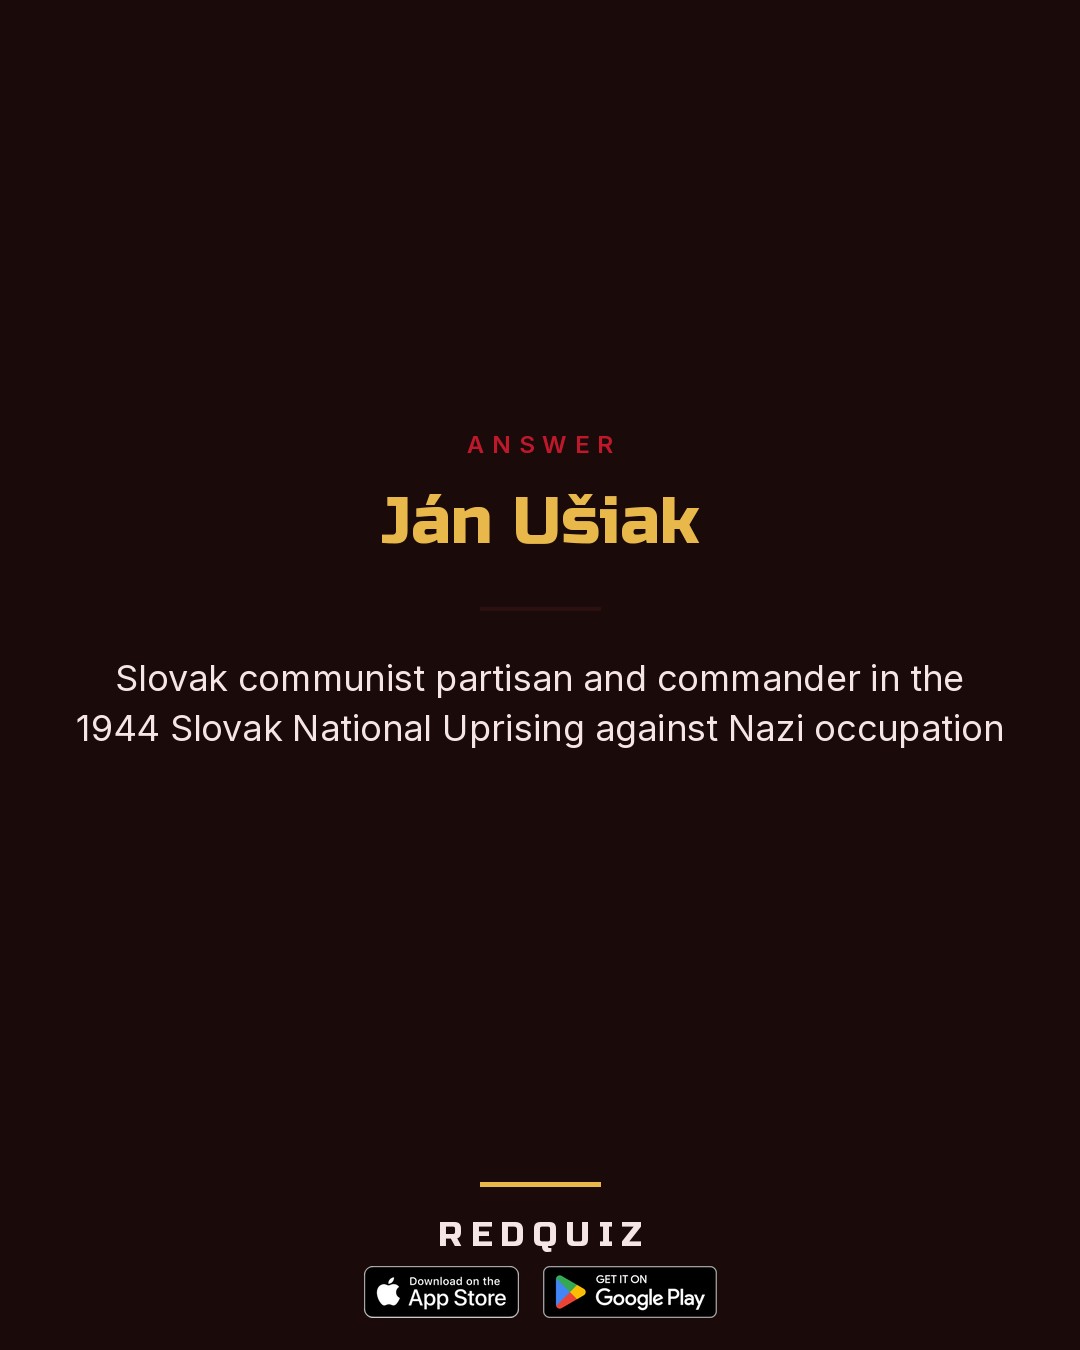 ANSWER
Ján Ušiak
Slovak communist partisan and commander in the
1944 Slovak National Uprising against Nazi occupation
REDQUIZ
Download on the
App Store
GET IT ON
Google Play